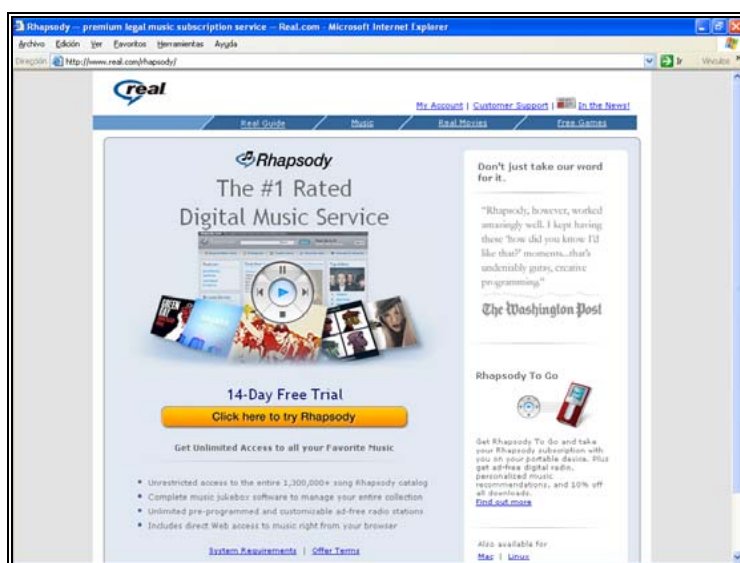 Rhapsody -- premium legal music subscription service -- Real.com - Microsoft Internet Explorer
Archivo Edición Ver Favoritos Herramientas Ayuda
Dirección http://www.real.com/rhapsody/ Ir Vínculos
real
My Account | Customer Support | In the News!
Real Guide Music Real Movies Free Games
Rhapsody
The #1 Rated
Digital Music Service
14-Day Free Trial
Click here to try Rhapsody
Get Unlimited Access to all your Favorite Music
Unrestricted access to the entire 1,300,000+ song Rhapsody catalog
Complete music jukebox software to manage your entire collection
Unlimited pre-programmed and customizable ad-free radio stations
Includes direct Web access to music right from your browser
System Requirements | Offer Terms
Don't just take our word
for it.
"Rhapsody, however, worked
amazingly well. I kept having
these 'how did you know I'd
like that?' moments...that's
undeniably gutsy, creative
programming."
The Washington Post
Rhapsody To Go
Get Rhapsody To Go and take
your Rhapsody subscription with
you on your portable device. Plus
get ad-free digital radio,
personalized music
recommendations, and 10% off
all downloads.
Find out more
Also available for
Mac | Linux